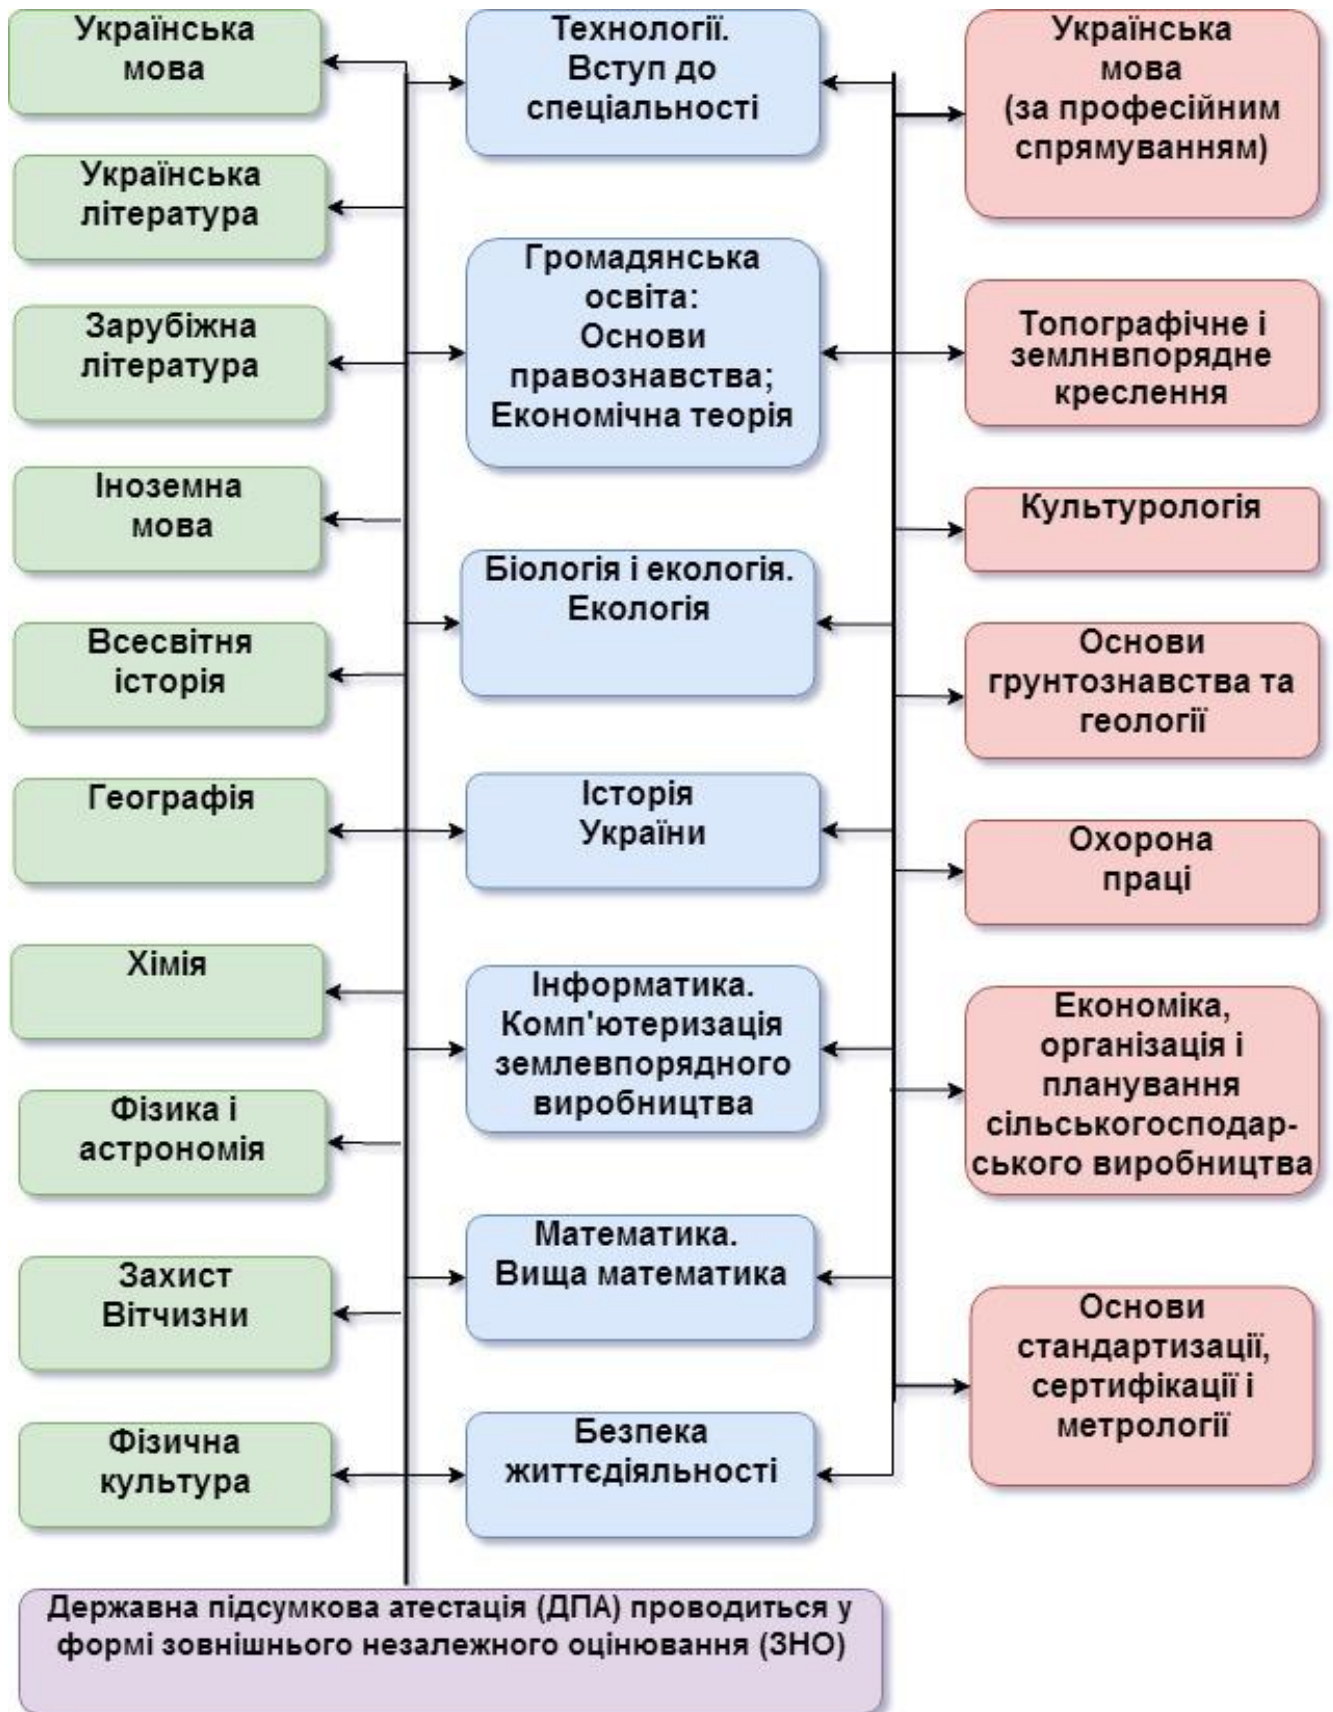 Українська
мова
Українська
література
Зарубіжна
література
Іноземна
мова
Всесвітня
історія
Географія
Хімія
Фізика і
астрономія
Захист
Вітчизни
Фізична
культура
Технології.
Вступ до
спеціальності
Громадянська
освіта:
Основи
правознавства;
Економічна теорія
Біологія і екологія.
Екологія
Історія
України
Інформатика.
Комп'ютеризація
землевпорядного
виробництва
Математика.
Вища математика
Безпека
життєдіяльності
Українська
мова
(за професійним
спрямуванням)
Топографічне і
землнвпорядне
креслення
Культурологія
Основи
грунтознавства та
геології
Охорона
праці
Економіка,
організація і
планування
сільськогосподар-
ського виробництва
Основи
стандартизації,
сертифікації і
метрології
Державна підсумкова атестація (ДПА) проводиться у
формі зовнішнього незалежного оцінювання (ЗНО)